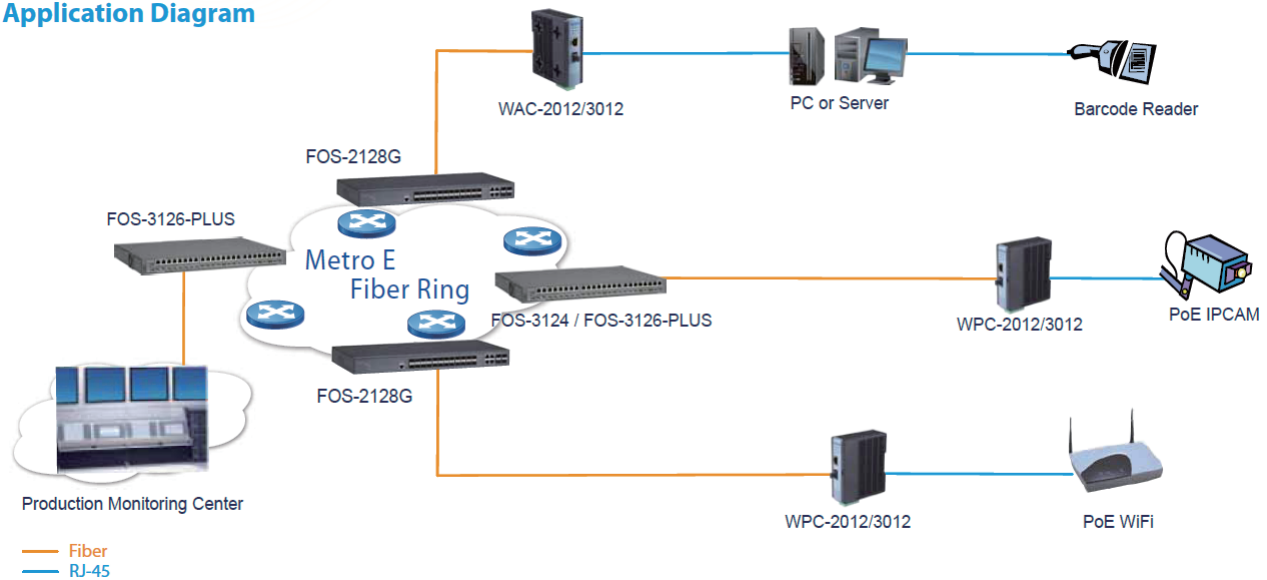 Application Diagram
WAC-2012/3012
PC or Server
Barcode Reader
FOS-2128G
FOS-3126-PLUS
Metro E
Fiber Ring
FOS-3124 / FOS-3126-PLUS
WPC-2012/3012
PoE IPCAM
FOS-2128G
Production Monitoring Center
WPC-2012/3012
PoE WiFi
Fiber
RJ-45